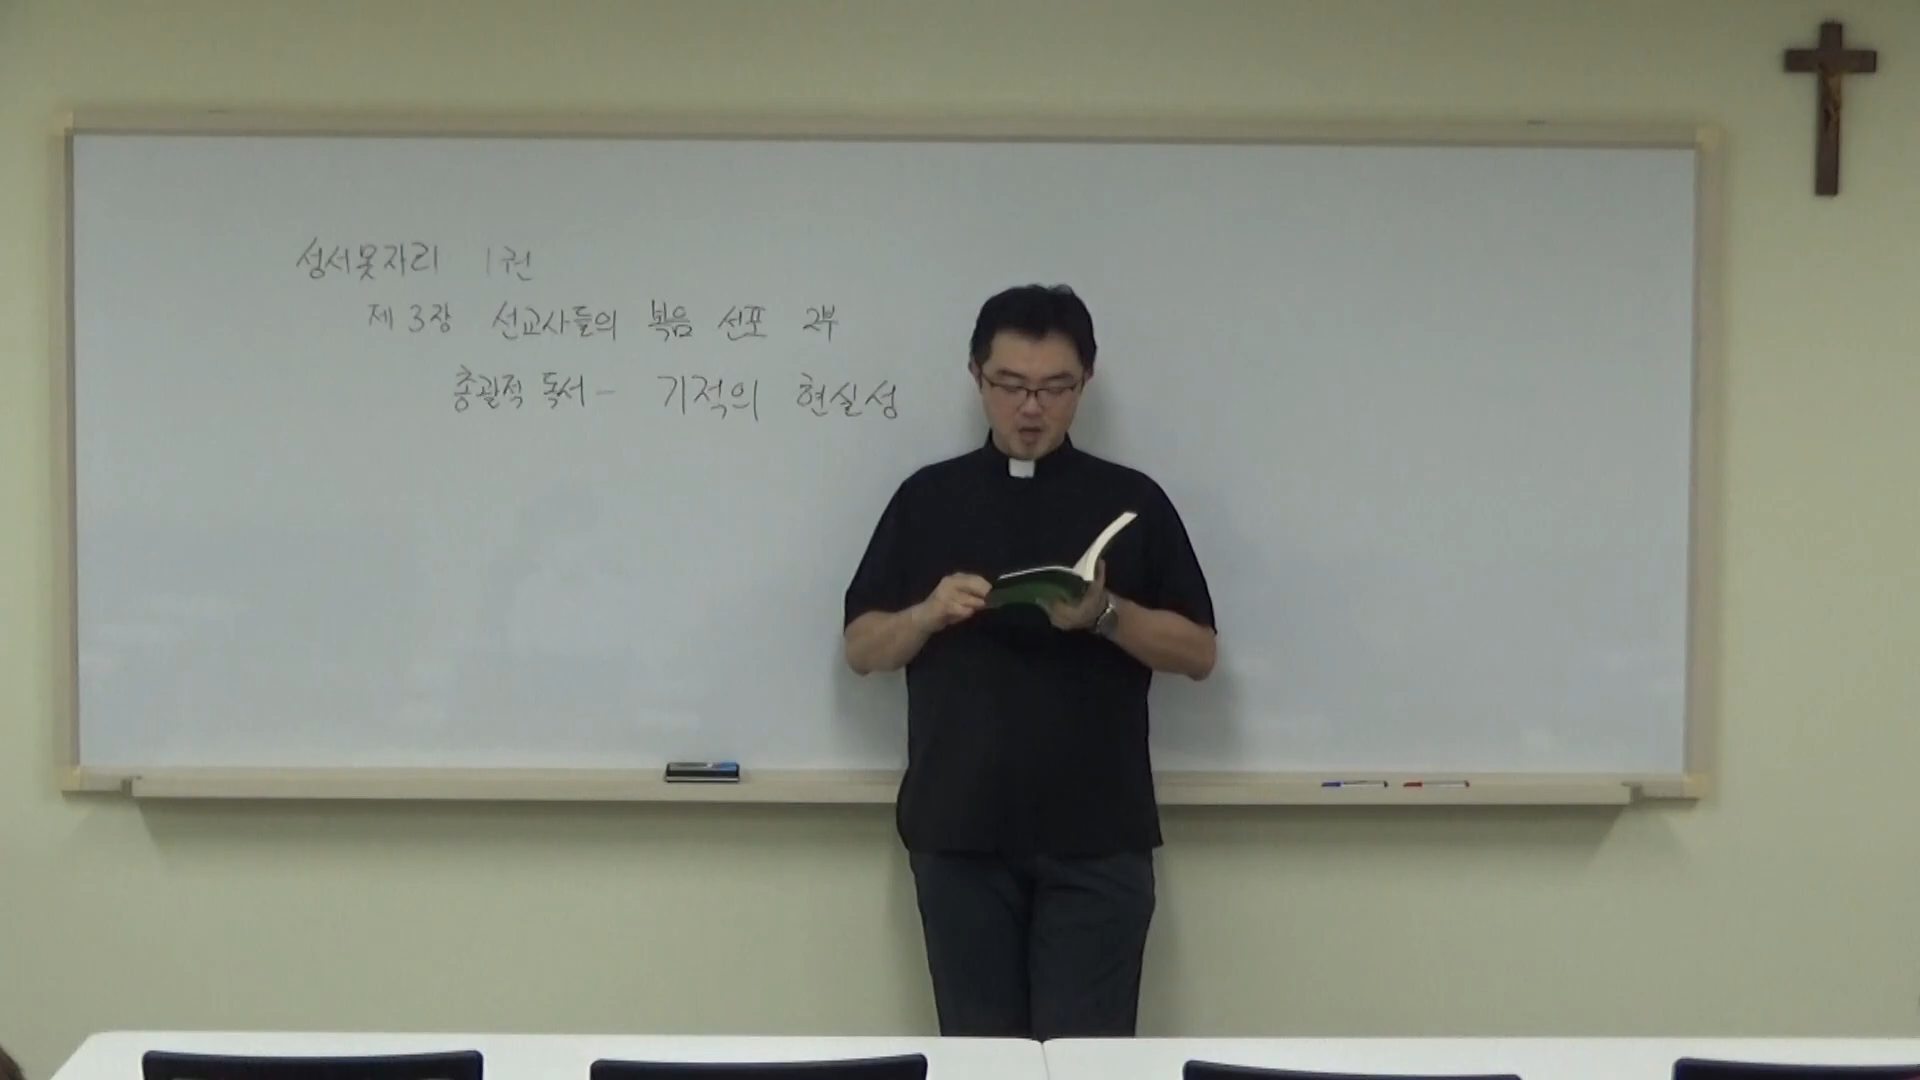 성서못자리 1권
제 3장 선교사들의 복음 선포 2부
총괄적 독서 - 기적의 현실성